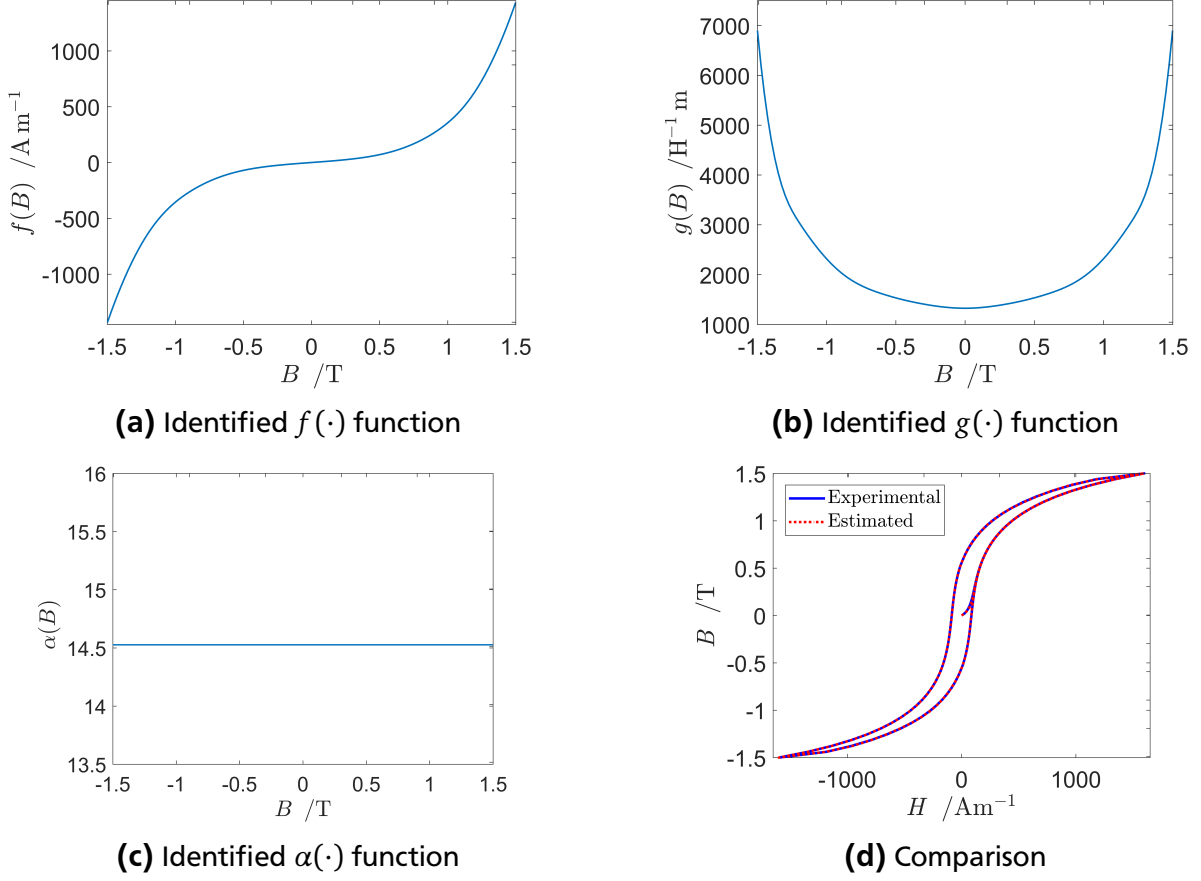 1000
500
0
-500
-1000
f(B) /A m⁻¹
-1.5 -1 -0.5 0 0.5 1 1.5
B /T
(a) Identified f(·) function
7000
6000
5000
4000
3000
2000
1000
g(B) /H⁻¹ m
-1.5 -1 -0.5 0 0.5 1 1.5
B /T
(b) Identified g(·) function
16
15.5
15
14.5
14
13.5
α(B)
-1.5 -1 -0.5 0 0.5 1 1.5
B /T
(c) Identified α(·) function
1.5
1
0.5
0
-0.5
-1
-1.5
B /T
Experimental
Estimated
-1000 0 1000
H /Am⁻¹
(d) Comparison